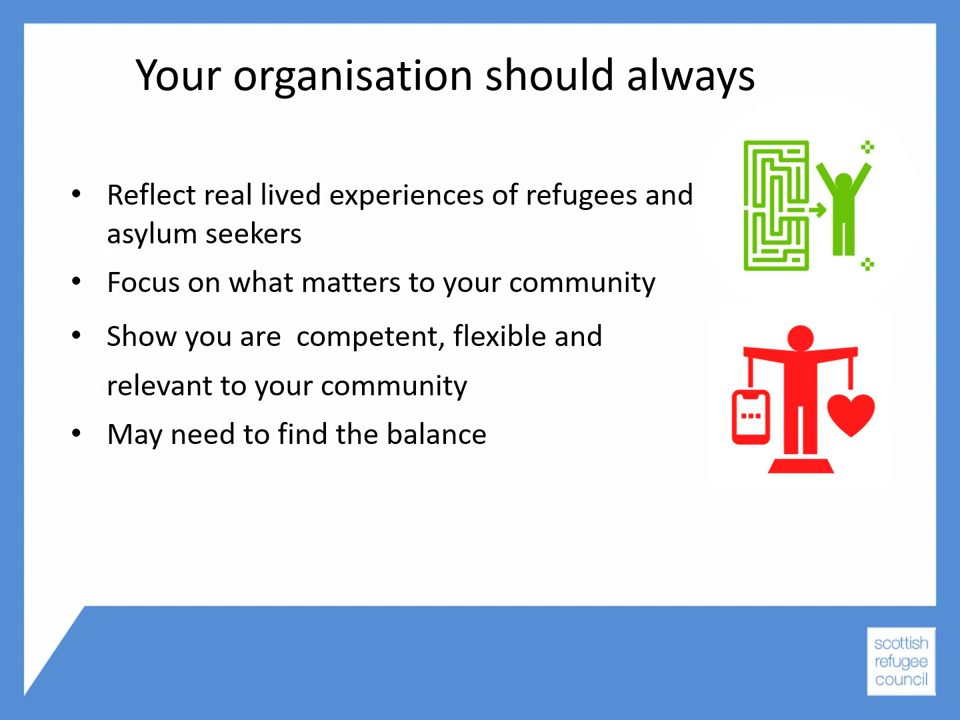 Your organisation should always
• Reflect real lived experiences of refugees and
asylum seekers
• Focus on what matters to your community
• Show you are  competent, flexible and
relevant to your community
• May need to find the balance
scottish
refugee
council